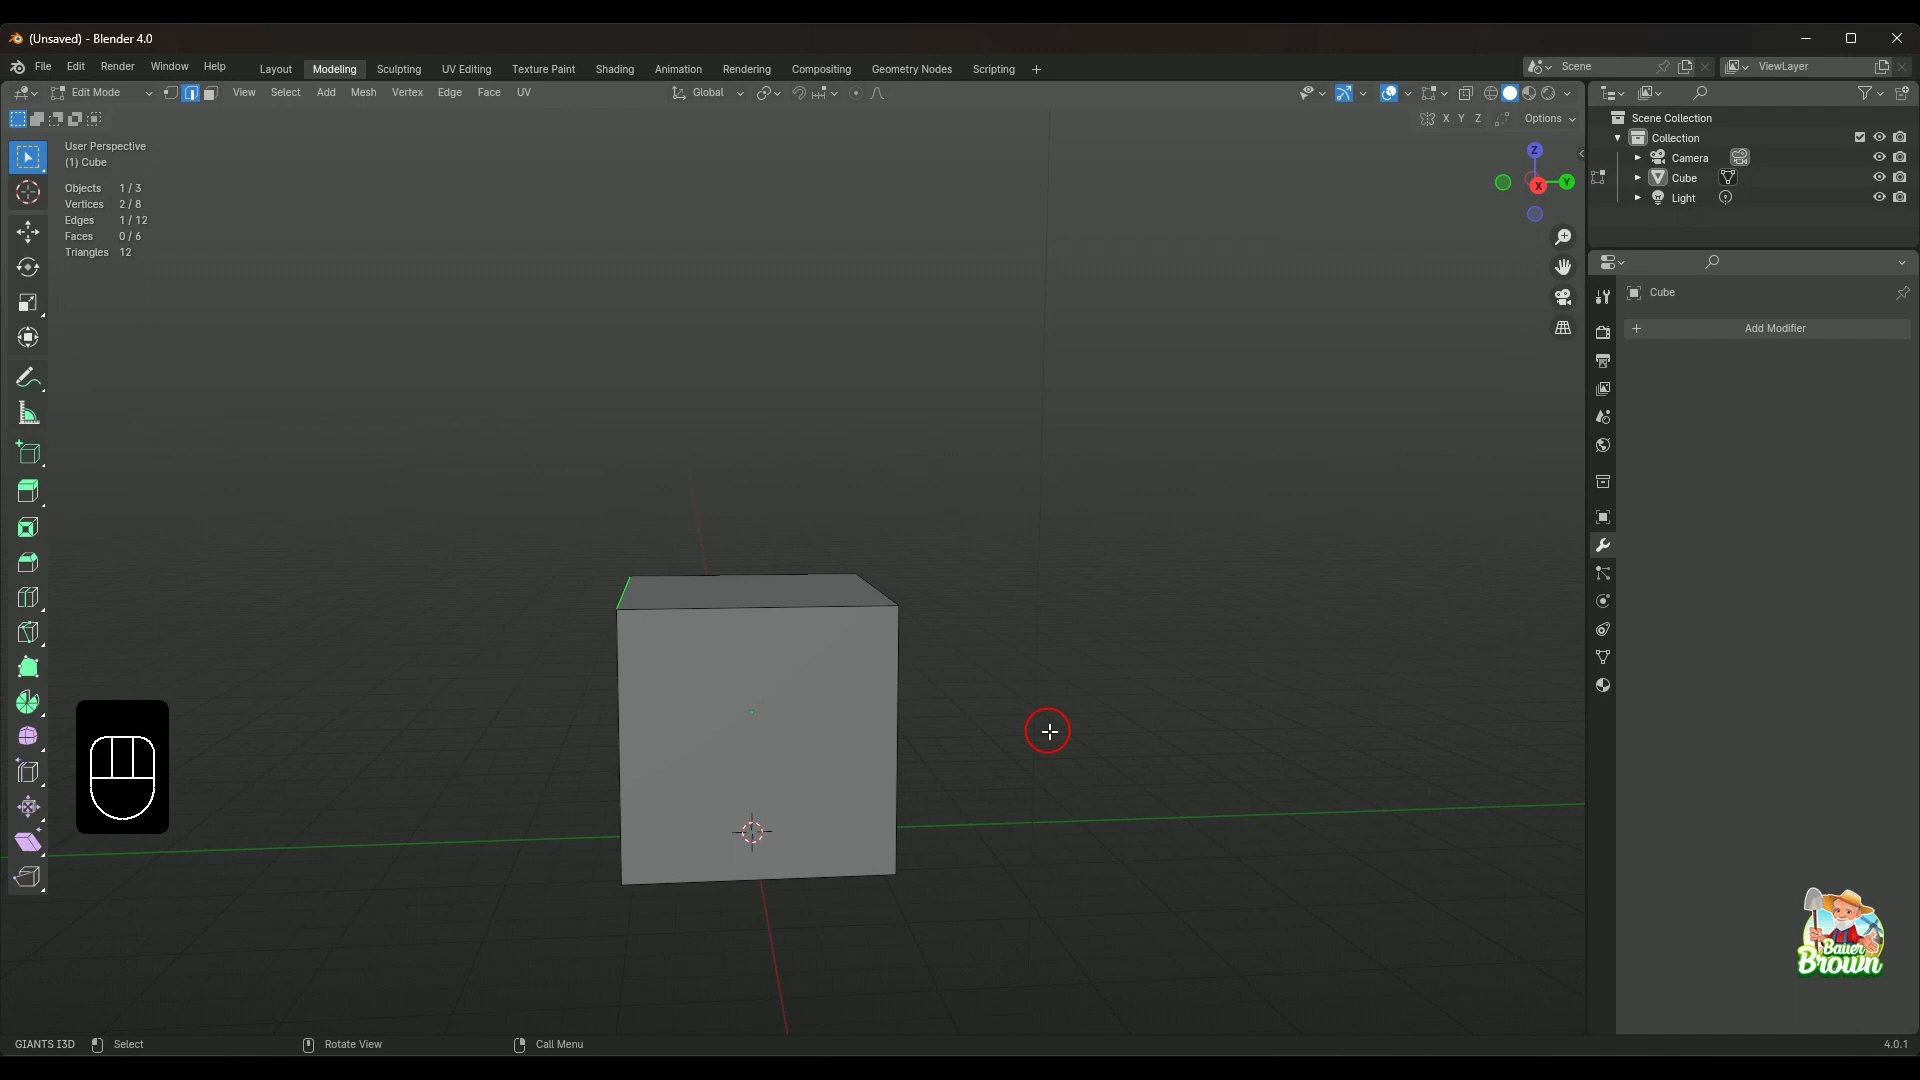 (Unsaved) - Blender 4.0
File Edit Render Window Help Layout Modeling Sculpting UV Editing Texture Paint Shading Animation Rendering Compositing Geometry Nodes Scripting + Scene ViewLayer
Edit Mode View Select Add Mesh Vertex Edge Face UV Global
X Y Z Options
User Perspective
(1) Cube
Objects 1 / 3
Vertices 2 / 8
Edges 1 / 12
Faces 0 / 6
Triangles 12
Z
X
Y
Scene Collection
Collection
Camera
Cube
Light
Cube
+ Add Modifier
Bauer
Brown
GIANTS I3D Select Rotate View Call Menu 4.0.1